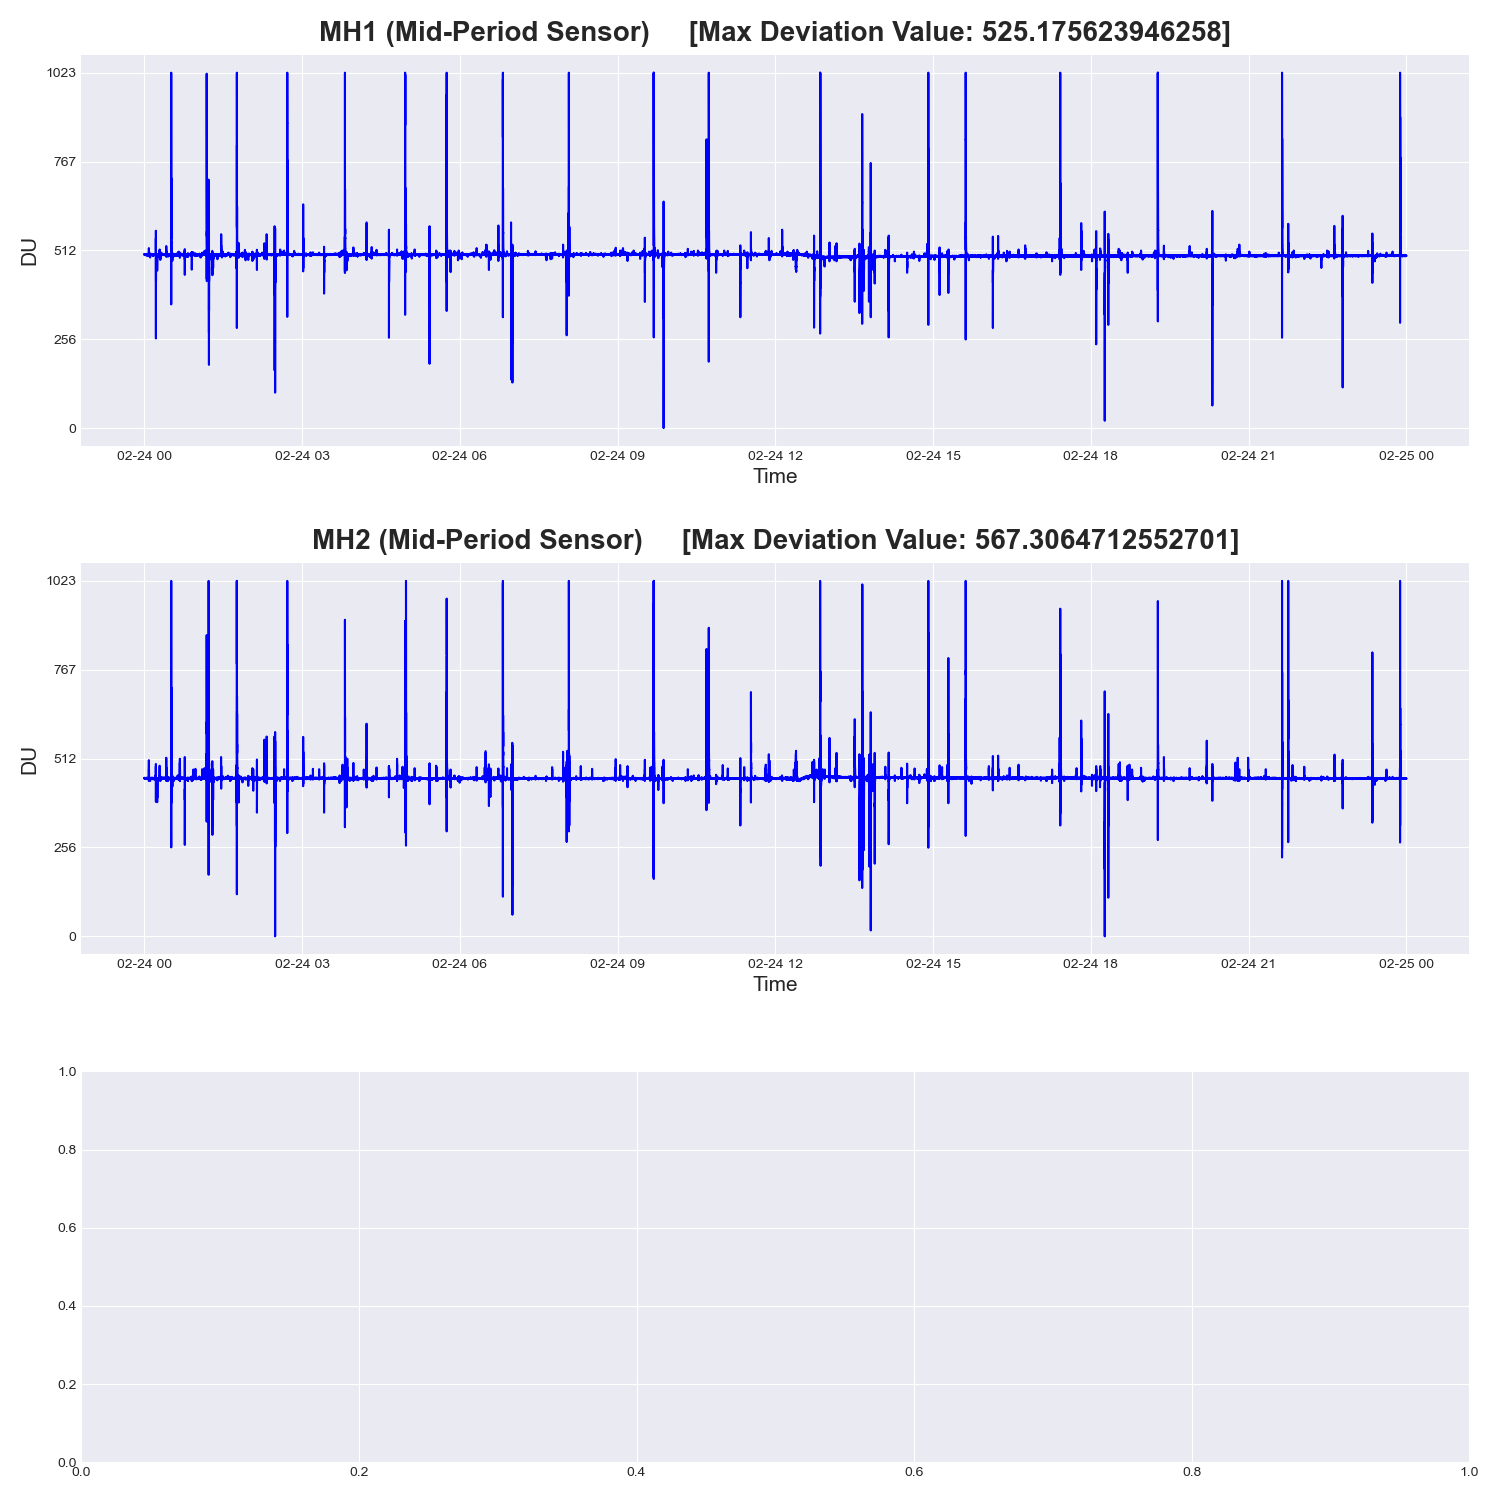 MH1 (Mid-Period Sensor) [Max Deviation Value: 525.175623946258]
1023
767
512
256
0
DU
02-24 00 02-24 03 02-24 06 02-24 09 02-24 12 02-24 15 02-24 18 02-24 21 02-25 00
Time
MH2 (Mid-Period Sensor) [Max Deviation Value: 567.3064712552701]
1023
767
512
256
0
DU
02-24 00 02-24 03 02-24 06 02-24 09 02-24 12 02-24 15 02-24 18 02-24 21 02-25 00
Time
1.0
0.8
0.6
0.4
0.2
0.0
0.0 0.2 0.4 0.6 0.8 1.0